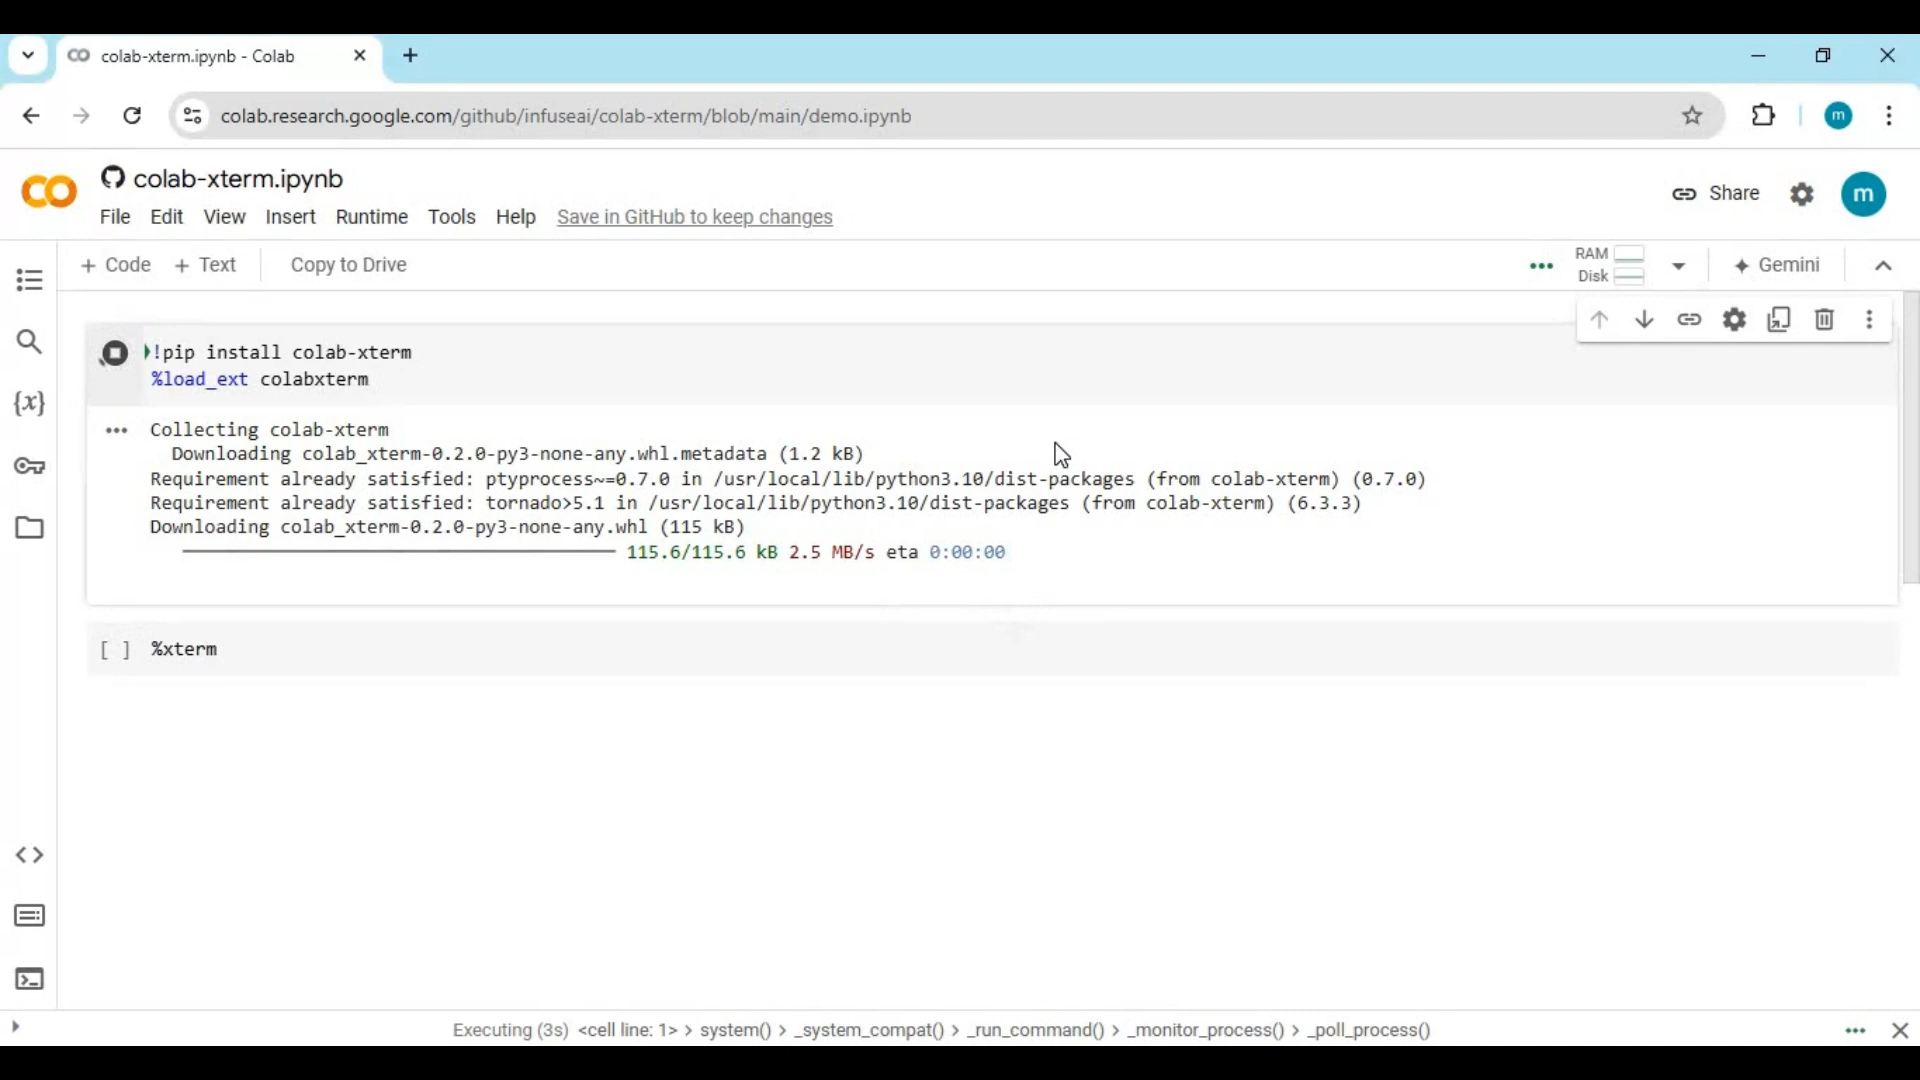 colab-xterm.ipynb - Colab
colab.research.google.com/github/infuseai/colab-xterm/blob/main/demo.ipynb
m
colab-xterm.ipynb
File Edit View Insert Runtime Tools Help Save in GitHub to keep changes
Share
m
+ Code + Text Copy to Drive
RAM
Disk
Gemini
!pip install colab-xterm
%load_ext colabxterm
Collecting colab-xterm
Downloading colab_xterm-0.2.0-py3-none-any.whl.metadata (1.2 kB)
Requirement already satisfied: ptyprocess~=0.7.0 in /usr/local/lib/python3.10/dist-packages (from colab-xterm) (0.7.0)
Requirement already satisfied: tornado>5.1 in /usr/local/lib/python3.10/dist-packages (from colab-xterm) (6.3.3)
Downloading colab_xterm-0.2.0-py3-none-any.whl (115 kB)
115.6/115.6 kB 2.5 MB/s eta 0:00:00
[ ] %xterm
{x}
Executing (3s) <cell line: 1> > system() > _system_compat() > _run_command() > _monitor_process() > _poll_process()